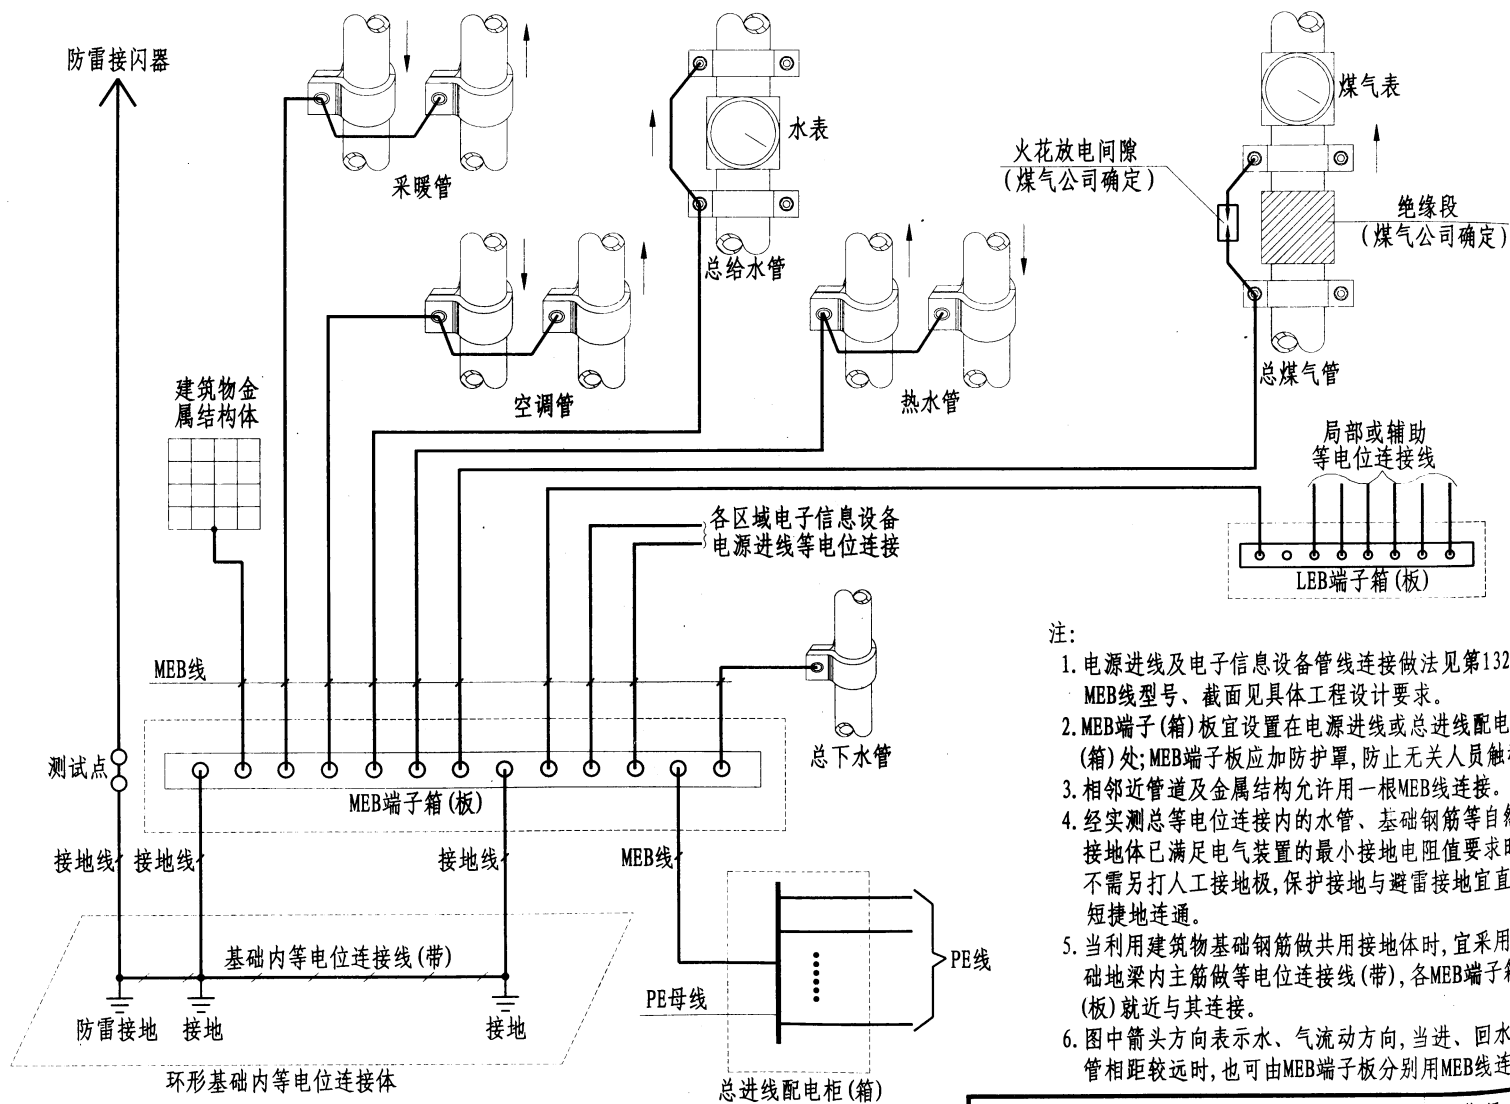 防雷接闪器
采暖管
水表
总给水管
煤气表
火花放电间隙
(煤气公司确定)
绝缘段
(煤气公司确定)
总煤气管
空调管
热水管
建筑物金
属结构体
局部或辅助
等电位连接线
各区域电子信息设备
电源进线等电位连接
LEB端子箱(板)
MEB线
总下水管
测试点
MEB端子箱(板)
接地线
接地线
接地线
MEB线
基础内等电位连接线(带)
PE线
PE母线
防雷接地
接地
接地
环形基础内等电位连接体
总进线配电柜(箱)
注:
1.电源进线及电子信息设备管线连接做法见第132
MEB线型号、截面见具体工程设计要求。
2.MEB端子(箱)板宜设置在电源进线或总进线配电
(箱)处;MEB端子板应加防护罩,防止无关人员触
3.相邻近管道及金属结构允许用一根MEB线连接。
4.经实测总等电位连接内的水管、基础钢筋等自然
接地体已满足电气装置的最小接地电阻值要求时
不需另打人工接地极,保护接地与避雷接地宜直
短捷地连通。
5.当利用建筑物基础钢筋做共用接地体时,宜采用
础地梁内主筋做等电位连接线(带),各MEB端子箱
(板)就近与其连接。
6.图中箭头方向表示水、气流动方向,当进、回水
管相距较远时,也可由MEB端子板分别用MEB线连